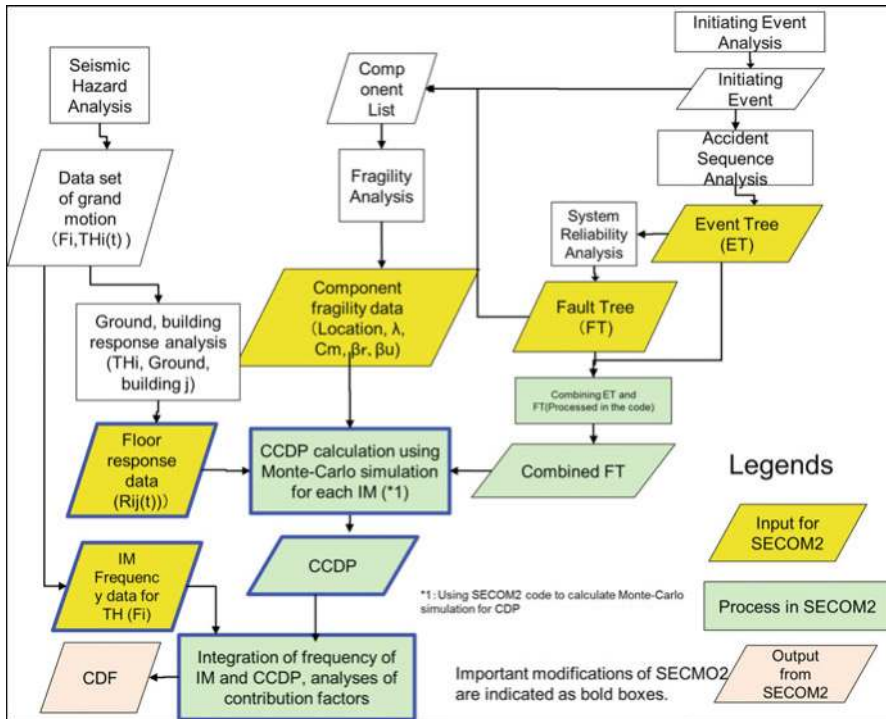 Initiating Event
Analysis
Initiating
Event
Accident
Sequence
Analysis
Event Tree
(ET)
System
Reliability
Analysis
Fault Tree
(FT)
Combining ET and
FT(Processed in the code)
Combined FT
Comp
onent
List
Fragility
Analysis
Component
fragility data
(Location, λ,
Cm, βr, βu)
Seismic
Hazard
Analysis
Data set
of grand
motion
(Fi,THi(t) )
Ground, building
response analysis
(THi, Ground,
building j)
Floor
response
data
(Rij(t)))
CCDP calculation using
Monte-Carlo simulation
for each IM (*1)
CCDP
IM
Frequenc
y data for
TH (Fi)
CDF
Integration of frequency of
IM and CCDP, analyses of
contribution factors
*1: Using SECOM2 code to calculate Monte-Carlo
simulation for CDP
Important modifications of SECMO2
are indicated as bold boxes.
Legends
Input for
SECOM2
Process in SECOM2
Output
from
SECOM2